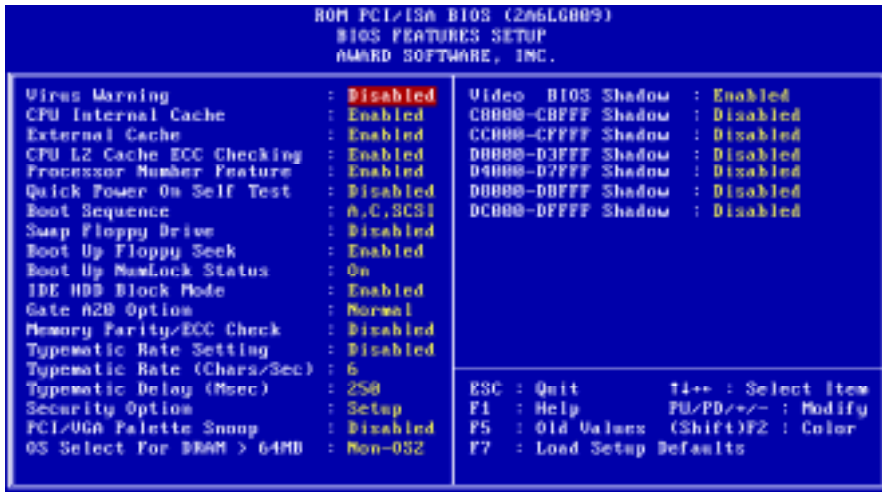 ROM PCI/ISA BIOS (2A6LG009)
BIOS FEATURES SETUP
AWARD SOFTWARE, INC.
Virus Warning : Disabled
CPU Internal Cache : Enabled
External Cache : Enabled
CPU L2 Cache ECC Checking : Enabled
Processor Number Feature : Enabled
Quick Power On Self Test : Disabled
Boot Sequence : A,C,SCSI
Swap Floppy Drive : Disabled
Boot Up Floppy Seek : Enabled
Boot Up NumLock Status : On
IDE HDD Block Mode : Enabled
Gate A20 Option : Normal
Memory Parity/ECC Check : Disabled
Typematic Rate Setting : Disabled
Typematic Rate (Chars/Sec) : 6
Typematic Delay (Msec) : 250
Security Option : Setup
PCI/VGA Palette Snoop : Disabled
OS Select For DRAM > 64MB : Non-OS2
Video BIOS Shadow : Enabled
C8000-CBFFF Shadow : Disabled
CC000-CFFFF Shadow : Disabled
D0000-D3FFF Shadow : Disabled
D4000-D7FFF Shadow : Disabled
D8000-DBFFF Shadow : Disabled
DC000-DFFFF Shadow : Disabled
ESC : Quit ↑↓→← : Select Item
F1 : Help PU/PD/+/- : Modify
F5 : Old Values (Shift)F2 : Color
F7 : Load Setup Defaults